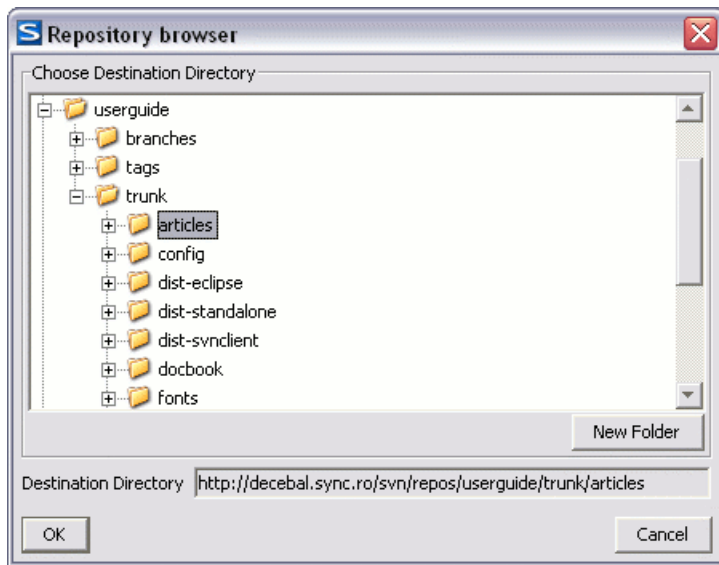 S Repository browser
Choose Destination Directory
userguide
branches
tags
trunk
articles
config
dist-eclipse
dist-standalone
dist-svnclient
docbook
fonts
New Folder
Destination Directory http://decebal.sync.ro/svn/repos/userguide/trunk/articles
OK Cancel